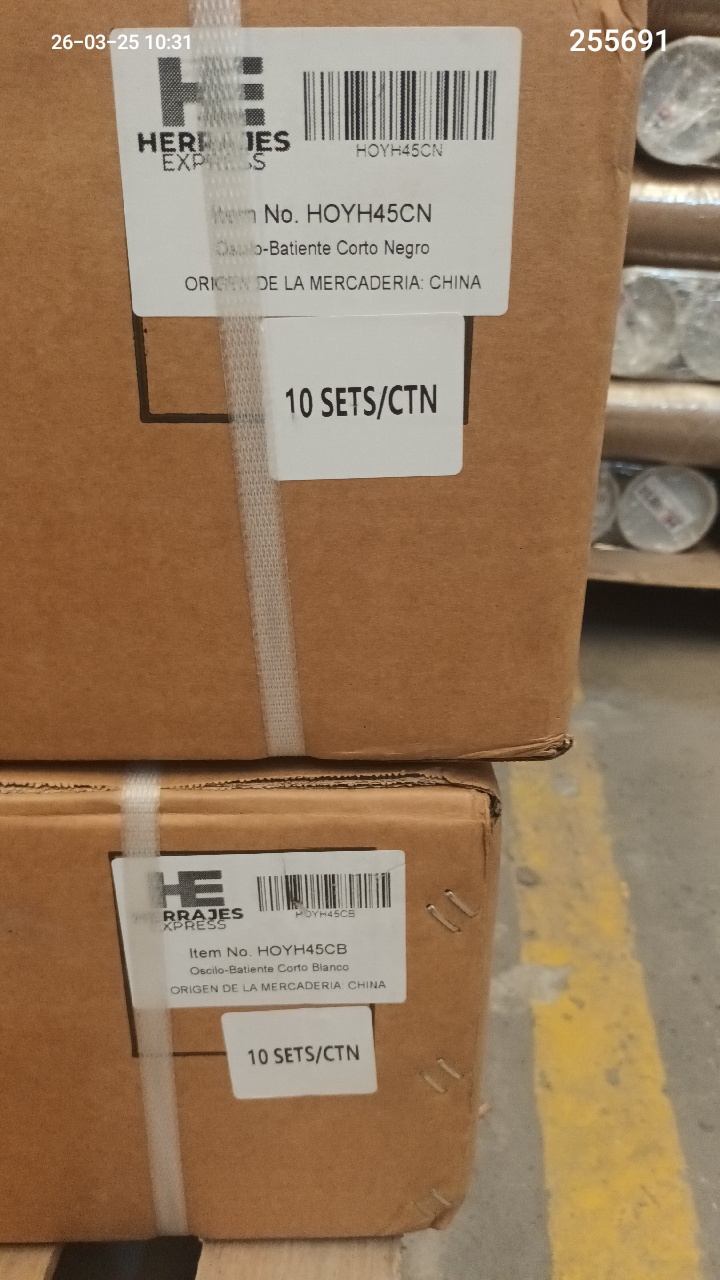 26-03-25 10:31
255691
HE
HERRAJES
EXPRESS
HOYH45CN
Item No. HOYH45CN
Oscilo-Batiente Corto Negro
ORIGEN DE LA MERCADERIA: CHINA
10 SETS/CTN
HE
HERRAJES
EXPRESS
HOYH45CB
Item No. HOYH45CB
Oscilo-Batiente Corto Blanco
ORIGEN DE LA MERCADERIA: CHINA
10 SETS/CTN